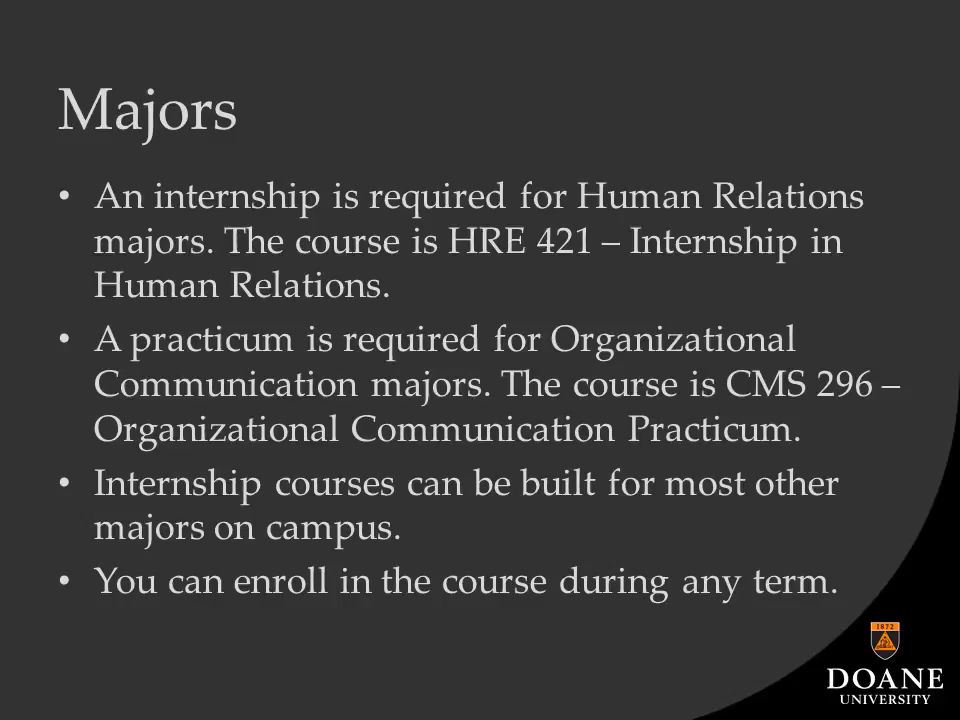 Majors
• An internship is required for Human Relations
majors. The course is HRE 421 – Internship in
Human Relations.
• A practicum is required for Organizational
Communication majors. The course is CMS 296 –
Organizational Communication Practicum.
• Internship courses can be built for most other
majors on campus.
• You can enroll in the course during any term.
1872
DOANE
UNIVERSITY